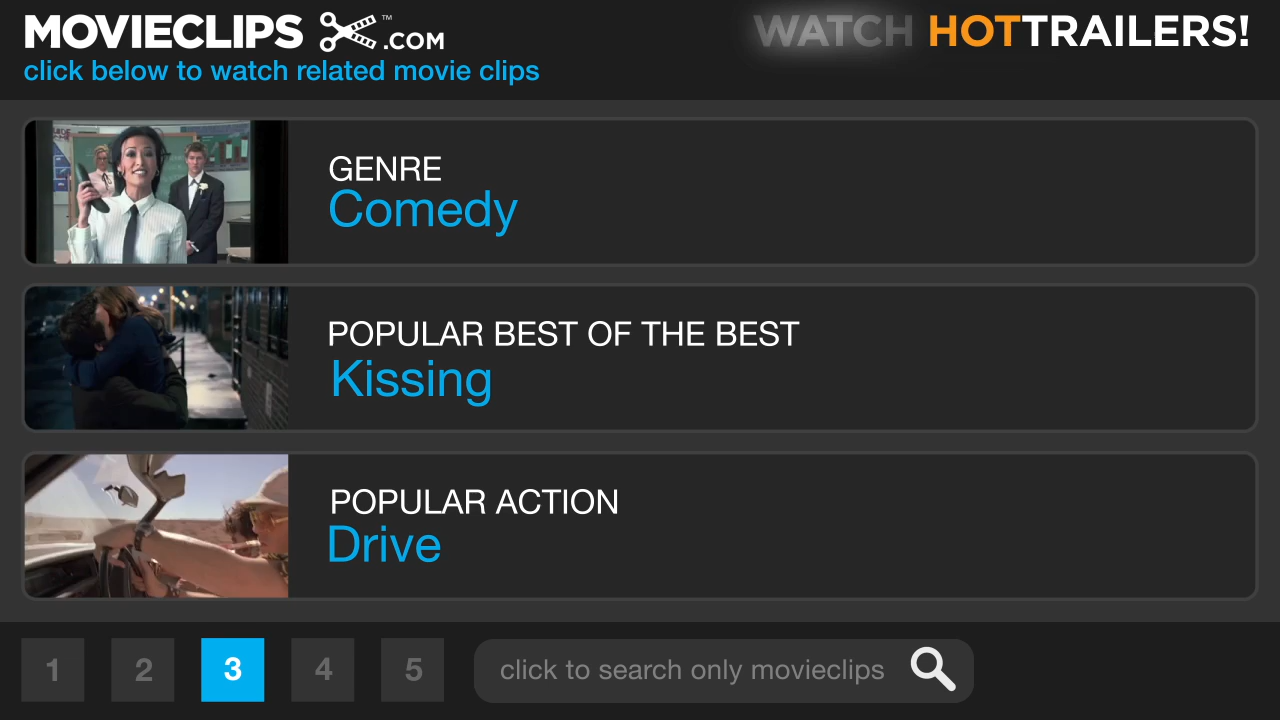 MOVIECLIPS ™ .COM
WATCH HOTTRAILERS!
click below to watch related movie clips
GENRE
Comedy
POPULAR BEST OF THE BEST
Kissing
POPULAR ACTION
Drive
1 2 3 4 5
click to search only movieclips